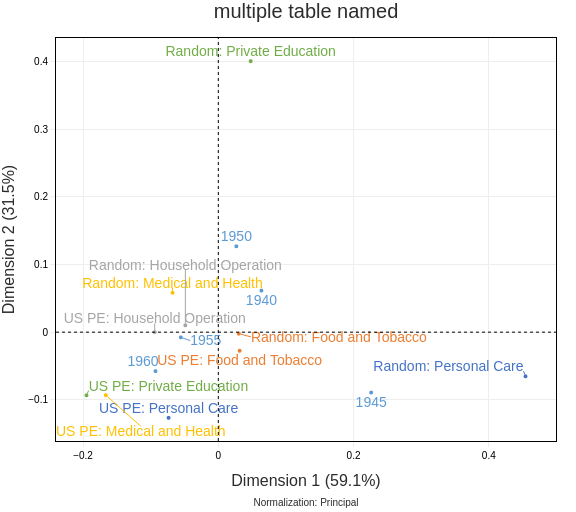 multiple table named
Random: Private Education
0.4
0.3
0.2
1950
Random: Household Operation
0.1
Random: Medical and Health
1940
US PE: Household Operation
0
Random: Food and Tobacco
1955
1960
US PE: Food and Tobacco
Random: Personal Care
US PE: Private Education
−0.1
1945
US PE: Personal Care
US PE: Medical and Health
−0.2
0
0.2
0.4
Dimension 2 (31.5%)
Dimension 1 (59.1%)
Normalization: Principal